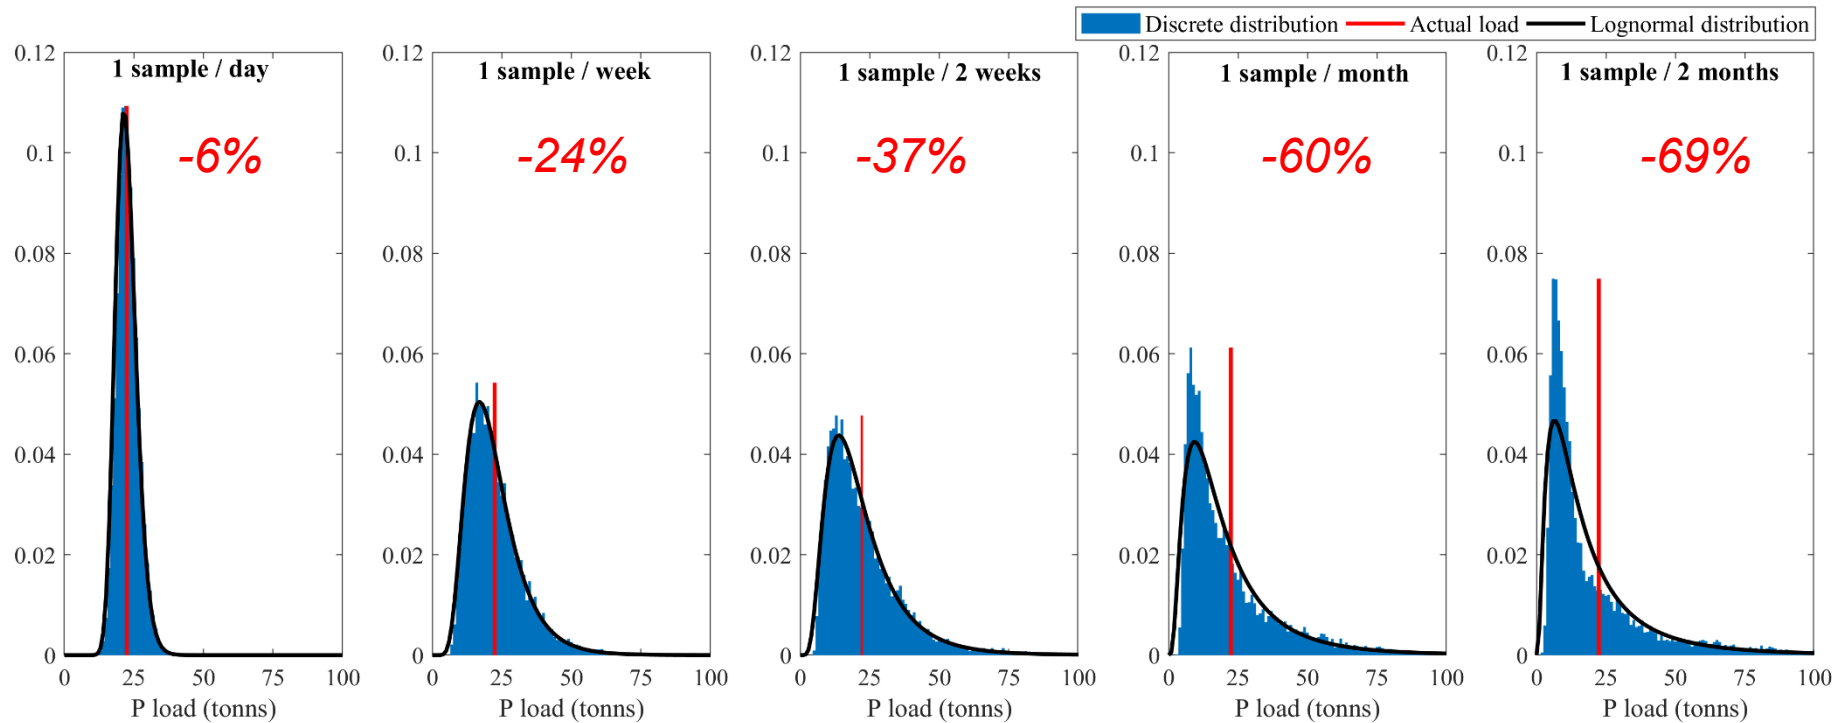 Discrete distribution Actual load Lognormal distribution
1 sample / day
-6%
0.12
0.1
0.08
0.06
0.04
0.02
0
0 25 50 75 100
P load (tonns)
1 sample / week
-24%
0.12
0.1
0.08
0.06
0.04
0.02
0
0 25 50 75 100
P load (tonns)
1 sample / 2 weeks
-37%
0.12
0.1
0.08
0.06
0.04
0.02
0
0 25 50 75 100
P load (tonns)
1 sample / month
-60%
0.12
0.1
0.08
0.06
0.04
0.02
0
0 25 50 75 100
P load (tonns)
1 sample / 2 months
-69%
0.12
0.1
0.08
0.06
0.04
0.02
0
0 25 50 75 100
P load (tonns)